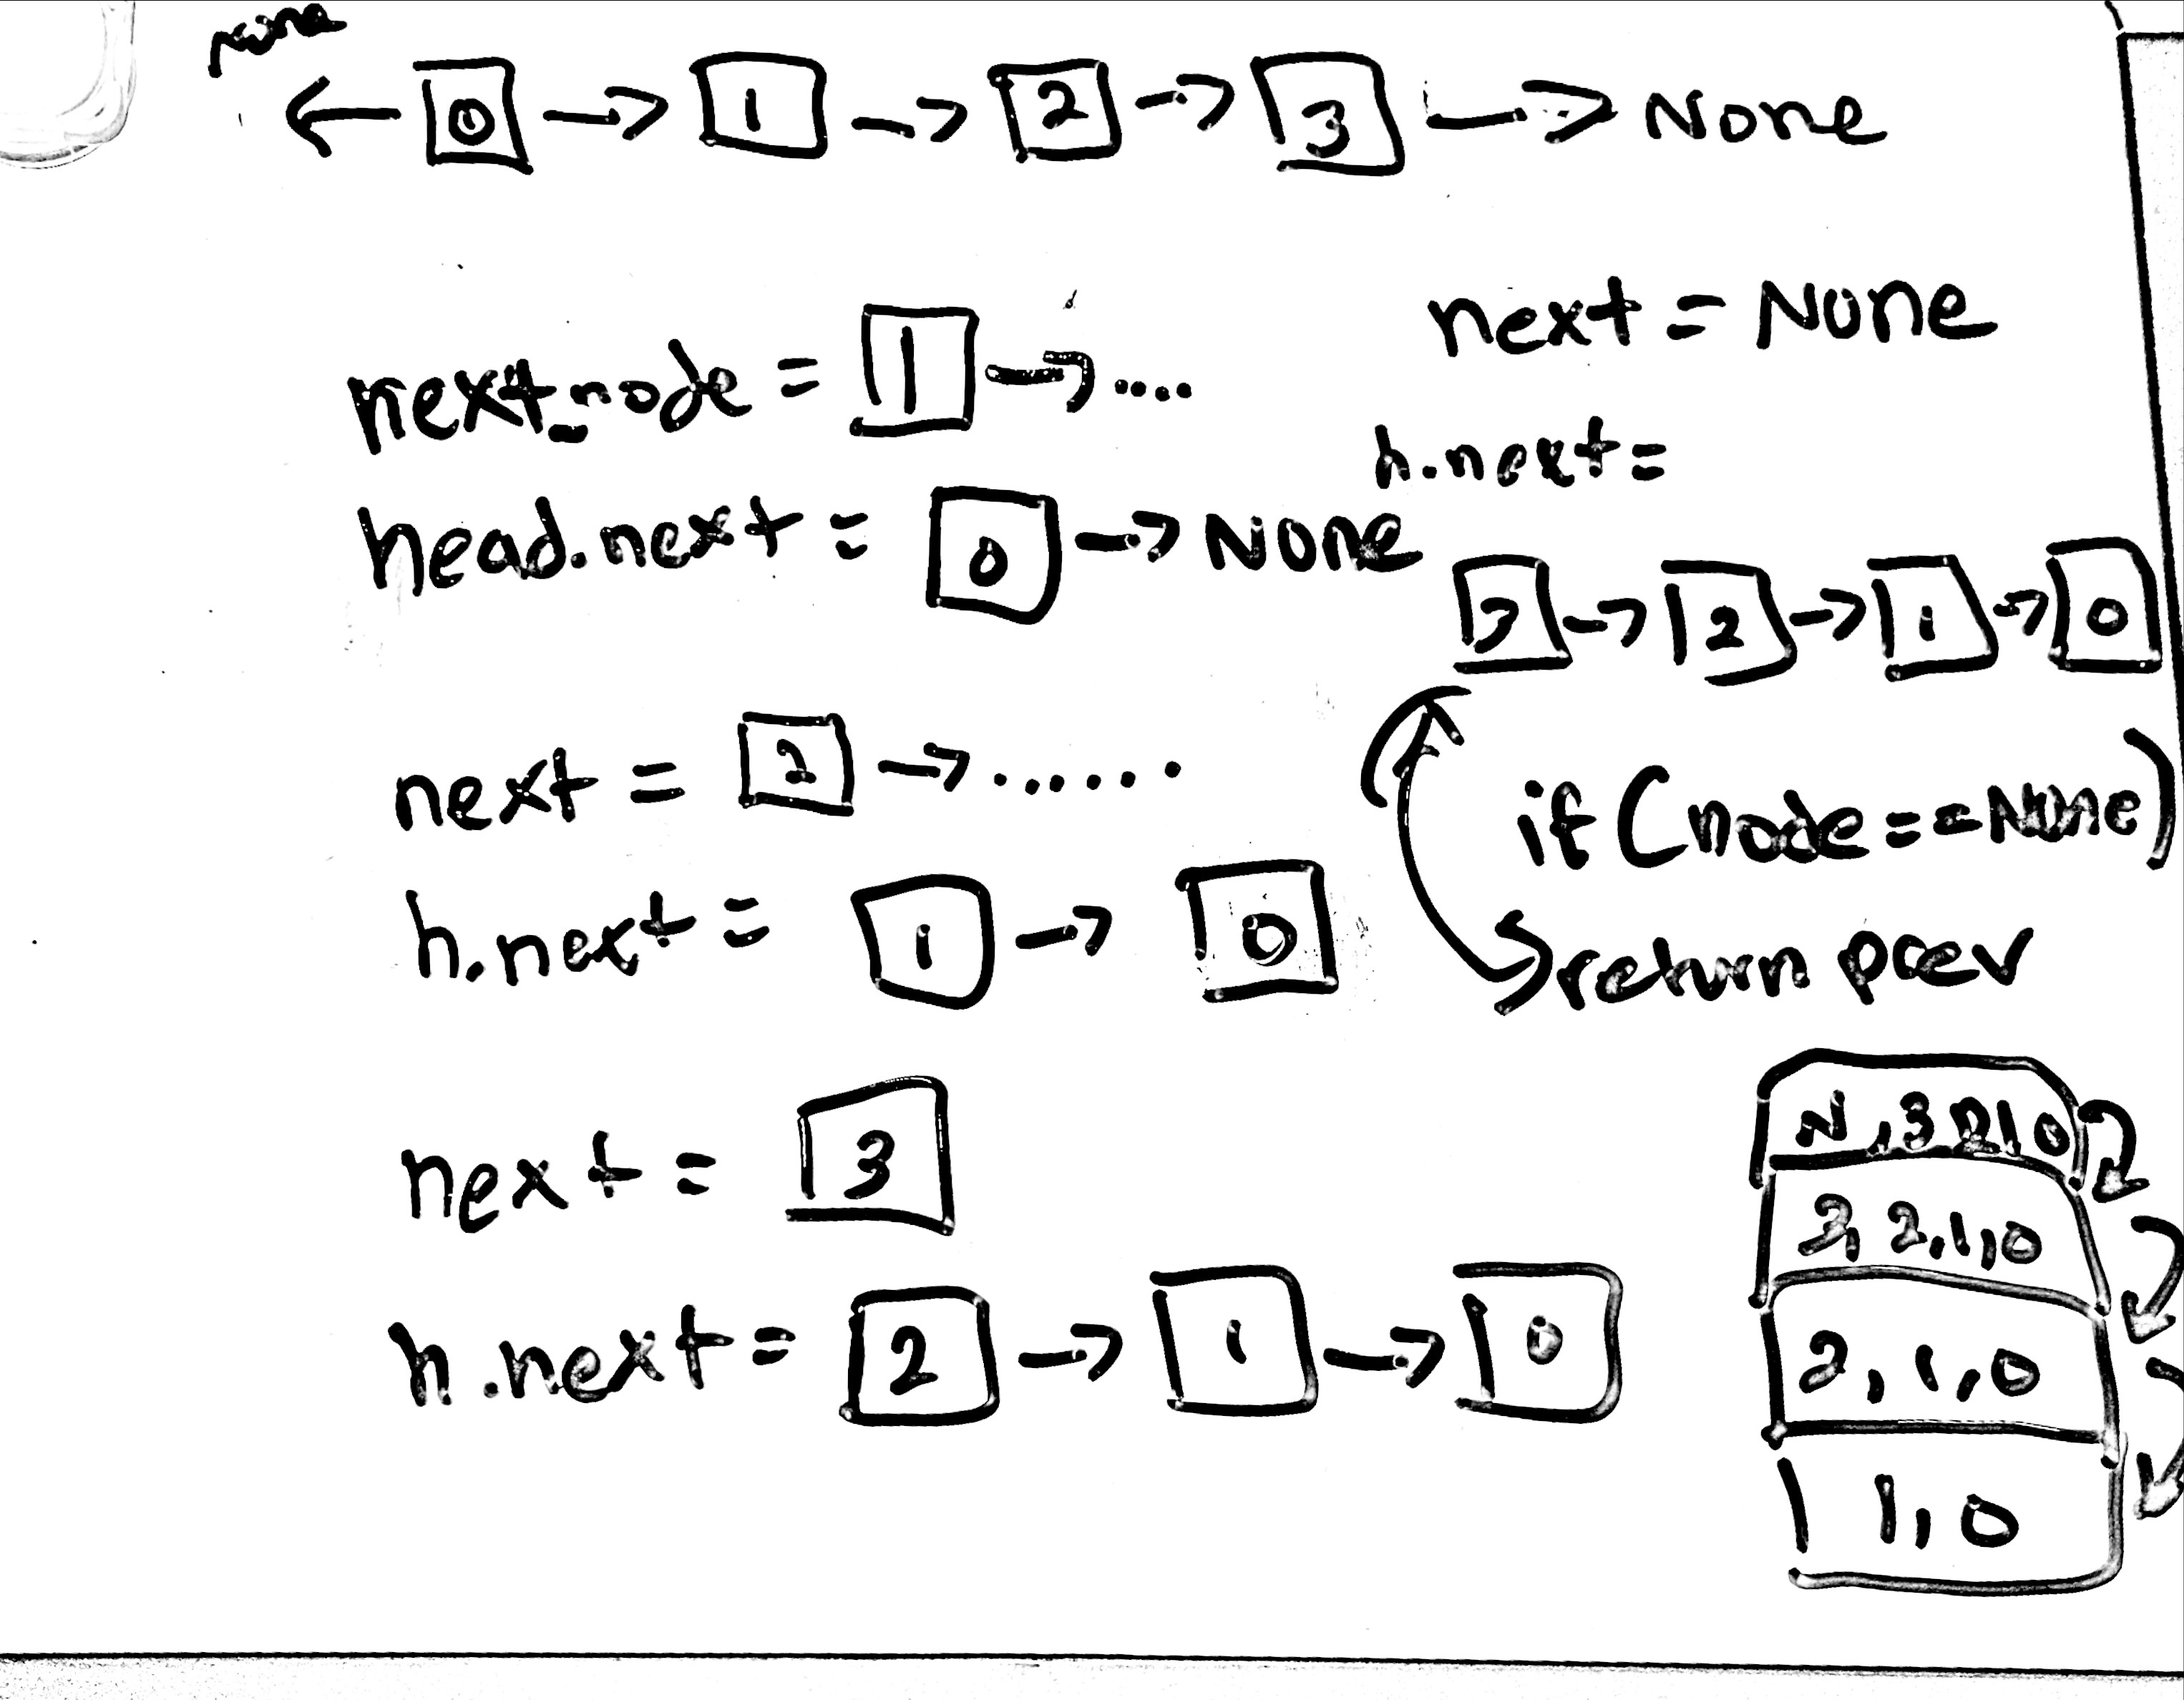 None
← 0 → 1 → 2 → 3 → None
next_node = 1 → ....
head.next = 0 → None
next = 2 → ......
h.next = 1 → 0
next = 3
h.next = 2 → 1 → 0
next = None
h.next =
3 → 2 → 1 → 0
if (node == None)
return prev
N, 3 2 1 0
3, 2, 1, 0
2, 1, 0
1, 0